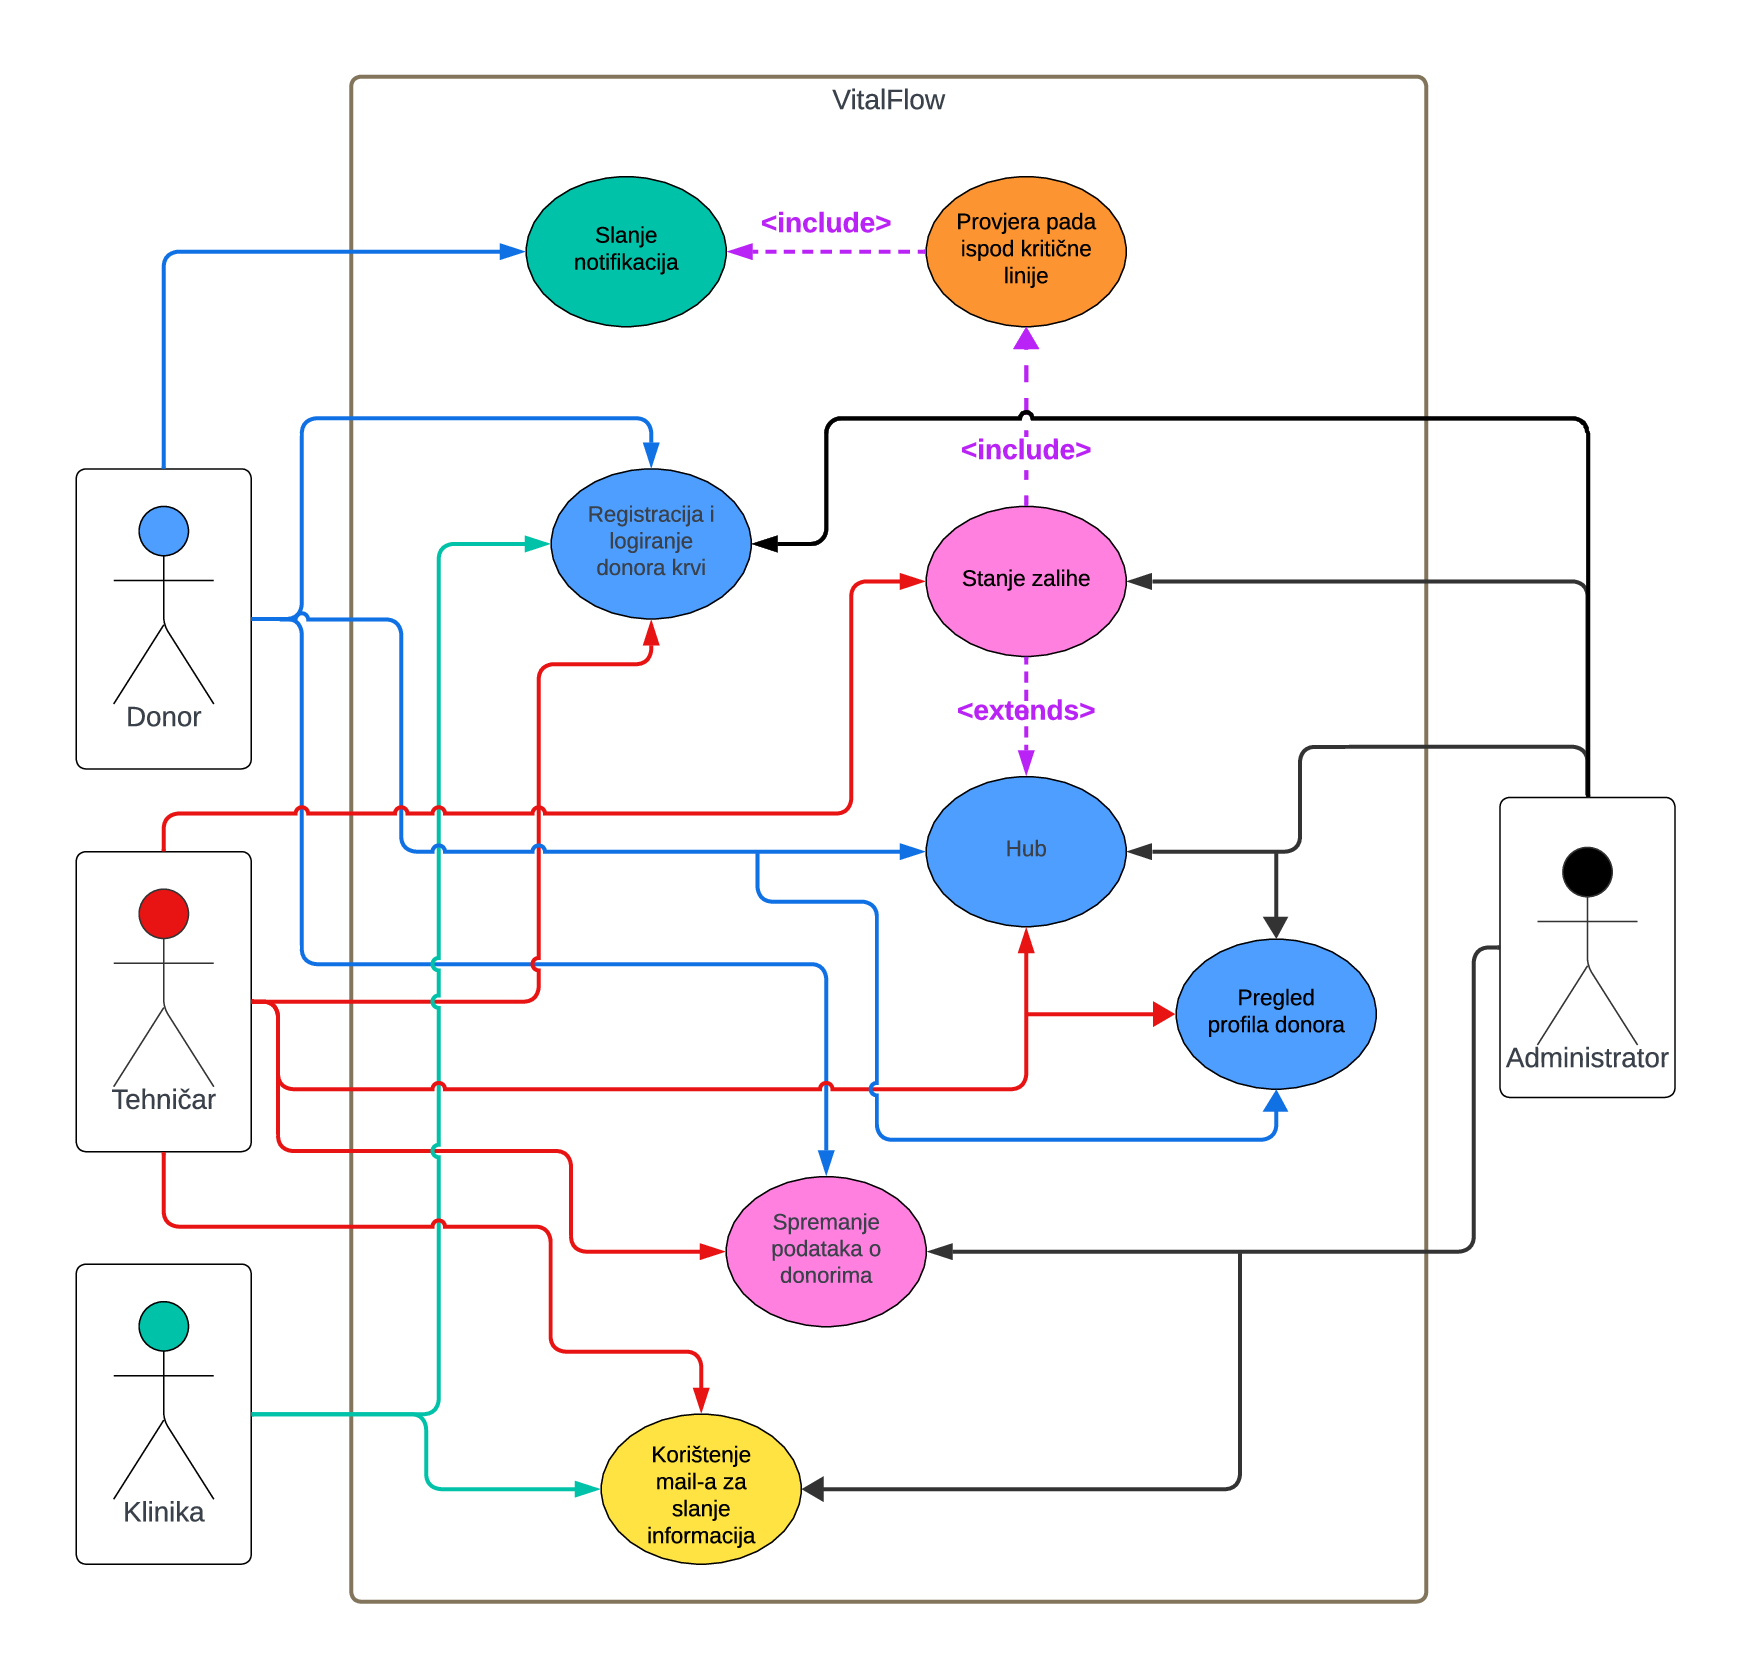 VitalFlow
Slanje
notifikacija
<include>
Provjera pada
ispod kritične
linije
<include>
Registracija i
logiranje
donora krvi
Stanje zalihe
<extends>
Donor
Hub
Pregled
profila donora
Administrator
Tehničar
Spremanje
podataka o
donorima
Korištenje
mail-a za
slanje
informacija
Klinika